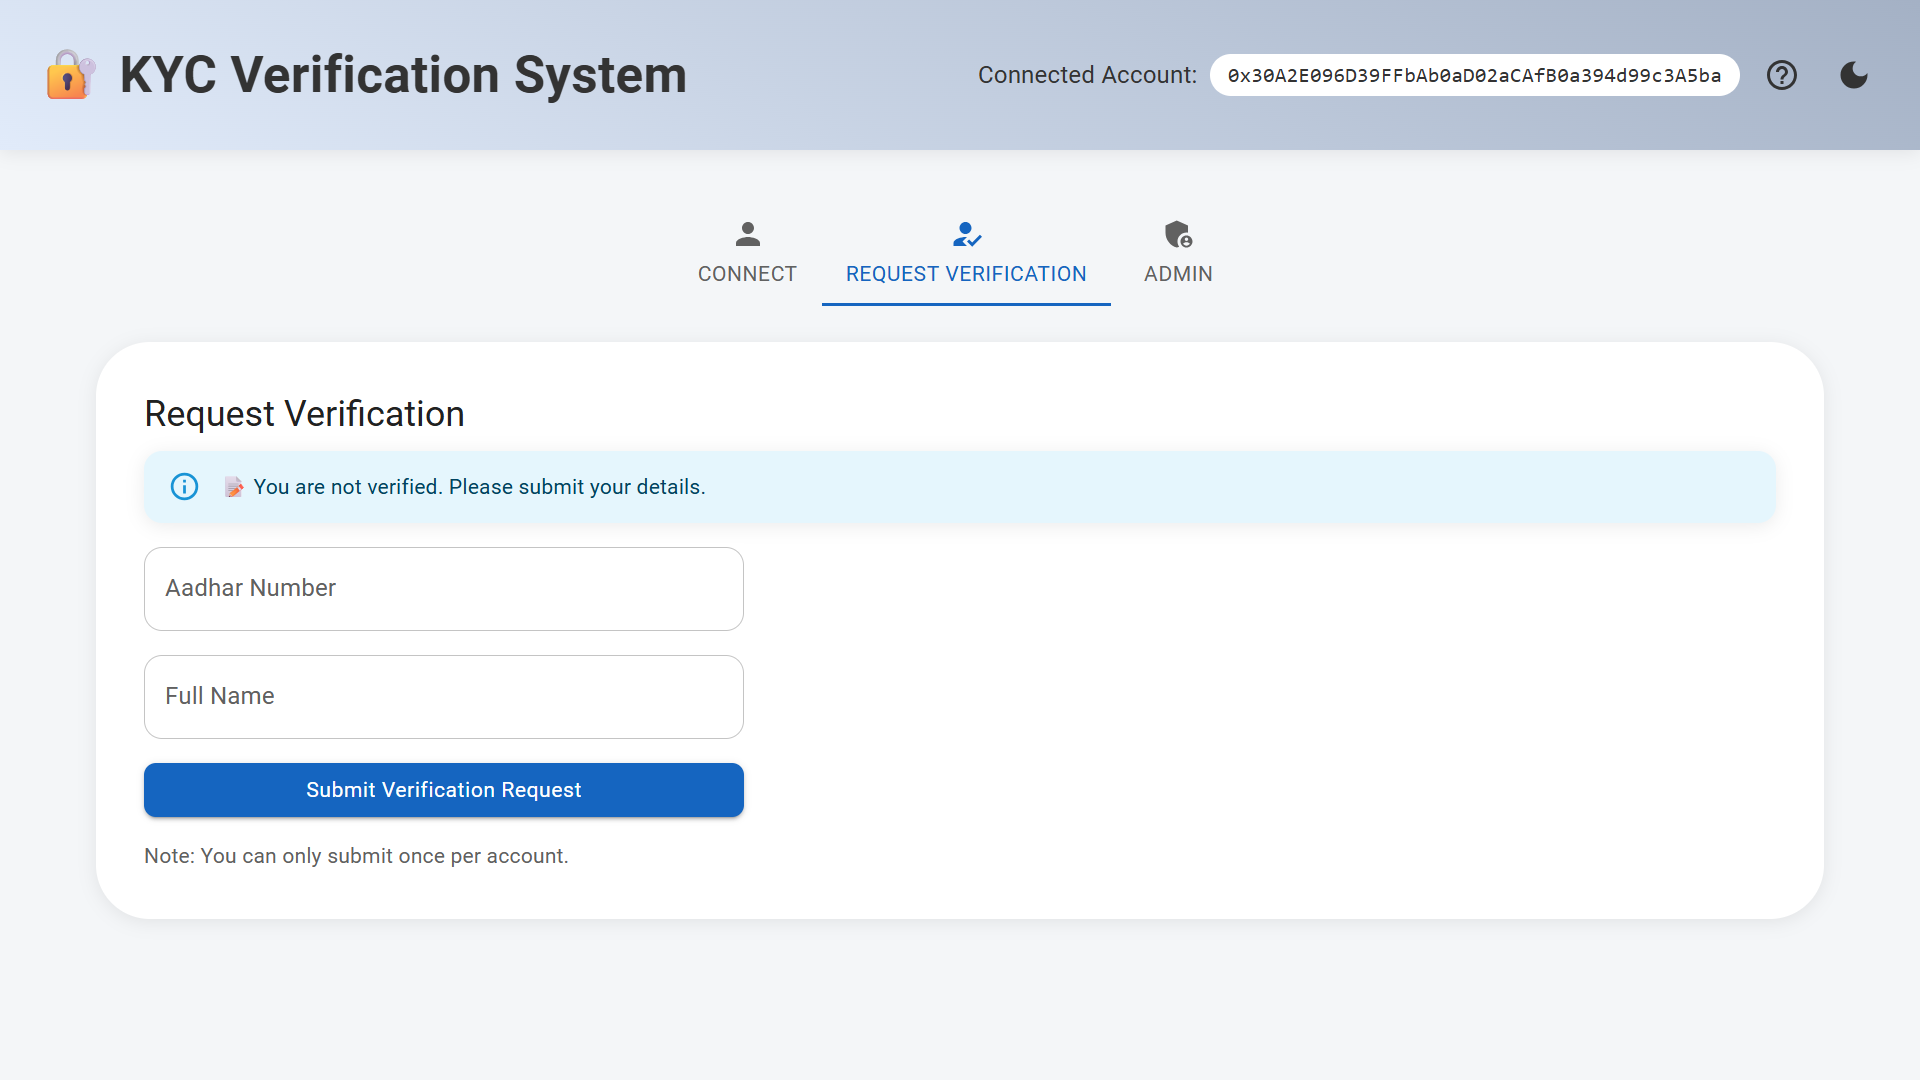 KYC Verification System
Connected Account: 0x30A2E096D39FFbAb0aD02aCAfB0a394d99c3A5ba
CONNECT
REQUEST VERIFICATION
ADMIN
Request Verification
You are not verified. Please submit your details.
Aadhar Number
Full Name
Submit Verification Request
Note: You can only submit once per account.